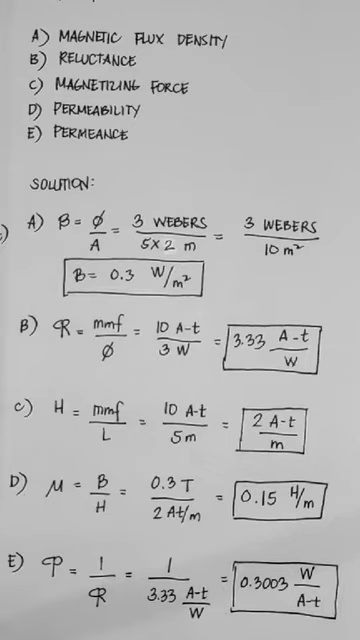 A) MAGNETIC FLUX DENSITY
B) RELUCTANCE
C) MAGNETIZING FORCE
D) PERMEABILITY
E) PERMEANCE
SOLUTION:
) A) B = ∅/A = 3 WEBERS / 5 X 2 m = 3 WEBERS / 10 m²
B = 0.3 W/m²
B) R = mmf/∅ = 10 A-t / 3 W = 3.33 A-t / W
C) H = mmf/L = 10 A-t / 5m = 2 A-t / m
D) μ = B/H = 0.3 T / 2 At/m = 0.15 H/m
E) P = 1/R = 1 / 3.33 A-t/W = 0.3003 W / A-t